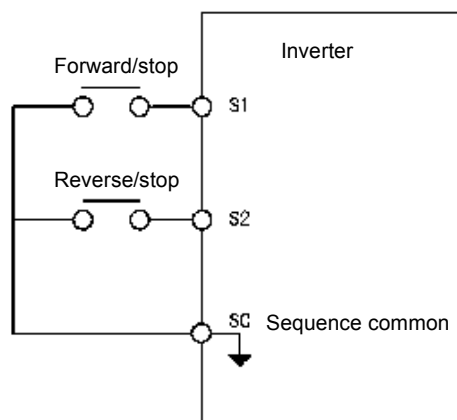 Forward/stop
Inverter
S1
Reverse/stop
S2
SC
Sequence common